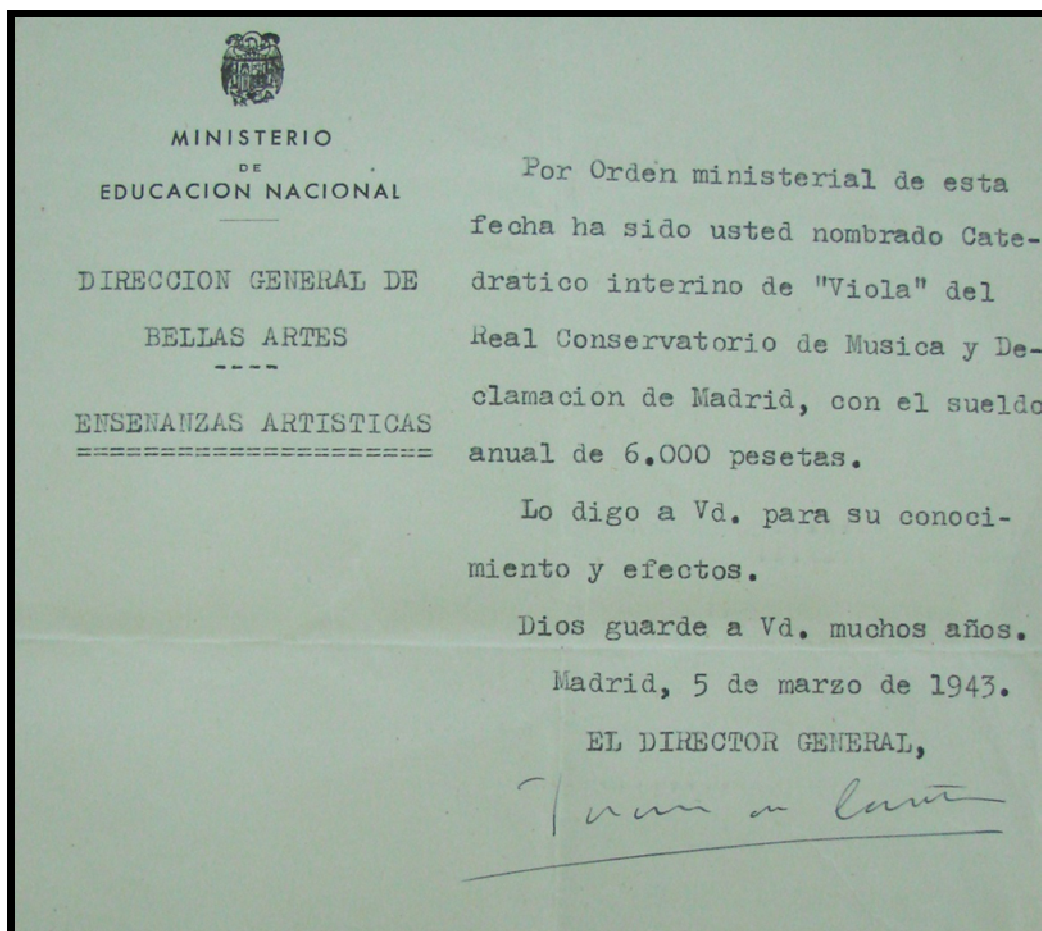 MINISTERIO
DE
EDUCACION NACIONAL
DIRECCION GENERAL DE
BELLAS ARTES
----
ENSENANZAS ARTISTICAS
=====================
Por Orden ministerial de esta
fecha ha sido usted nombrado Cate-
dratico interino de "Viola" del
Real Conservatorio de Musica y De-
clamacion de Madrid, con el sueldo
anual de 6.000 pesetas.
Lo digo a Vd. para su conoci-
miento y efectos.
Dios guarde a Vd. muchos años.
Madrid, 5 de marzo de 1943.
EL DIRECTOR GENERAL,